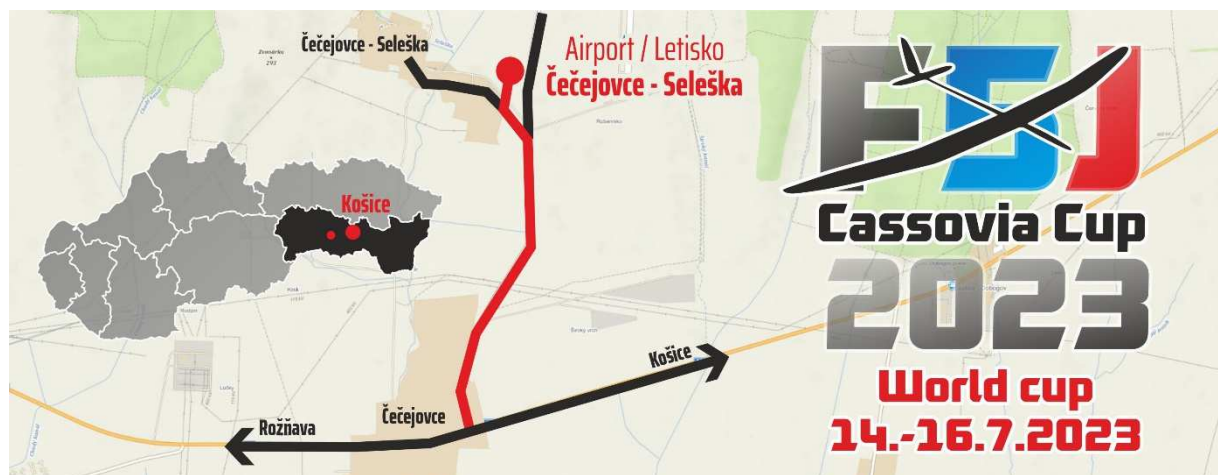 Čečejovce - Seleška
Airport / Letisko
Čečejovce - Seleška
Košice
F5J
Cassovia Cup
2023
World cup
14.-16.7.2023
Košice
Čečejovce
Rožňava